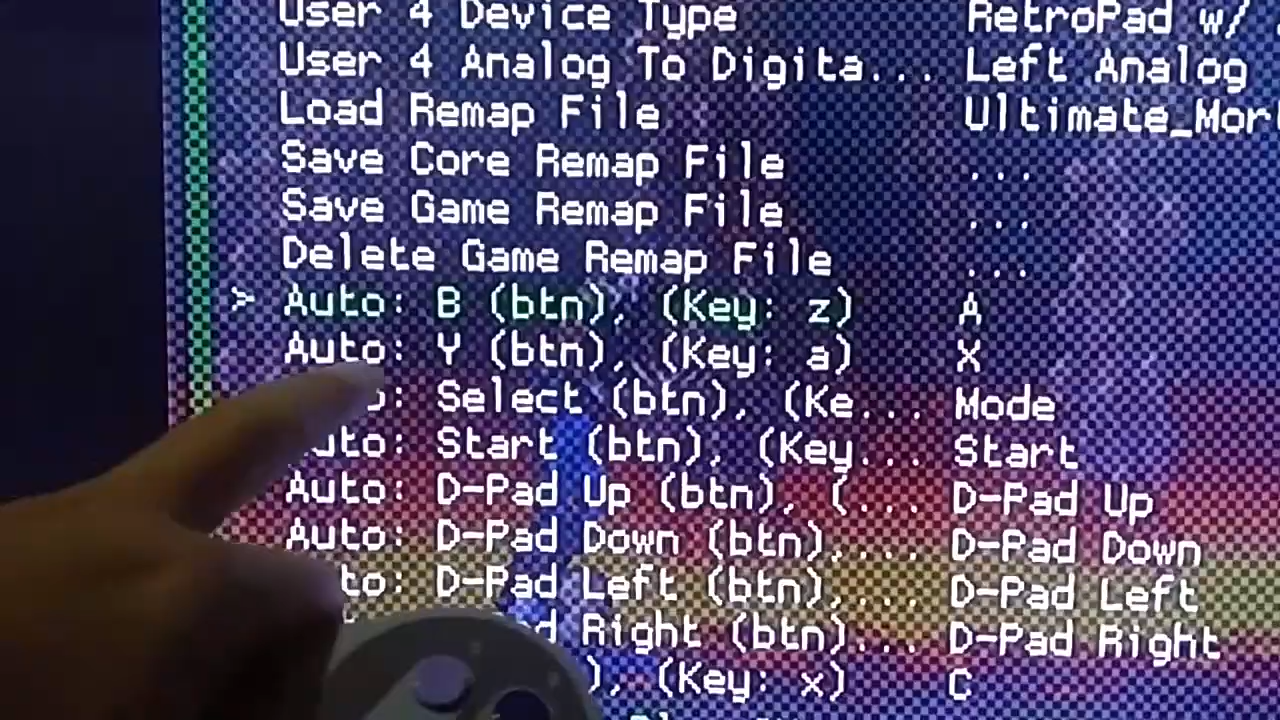 User 4 Device Type RetroPad w/
User 4 Analog To Digita... Left Analog
Load Remap File Ultimate_Mor
Save Core Remap File ...
Save Game Remap File ...
Delete Game Remap File ...
> Auto: B (btn), (Key: z) A
Auto: Y (btn), (Key: a) X
o: Select (btn), (Ke... Mode
uto: Start (btn), (Key... Start
Auto: D-Pad Up (btn), (... D-Pad Up
Auto: D-Pad Down (btn),... D-Pad Down
to: D-Pad Left (btn),... D-Pad Left
d Right (btn)... D-Pad Right
), (Key: x) C